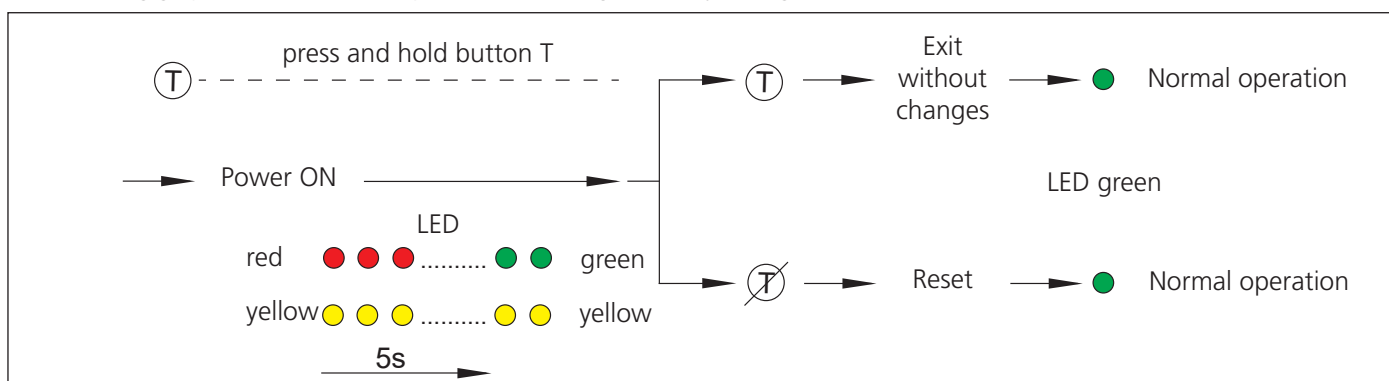 press and hold button T
T
T
Exit
without
changes
Normal operation
Power ON
LED green
LED
red .......... green
yellow .......... yellow
5s
T
Reset
Normal operation